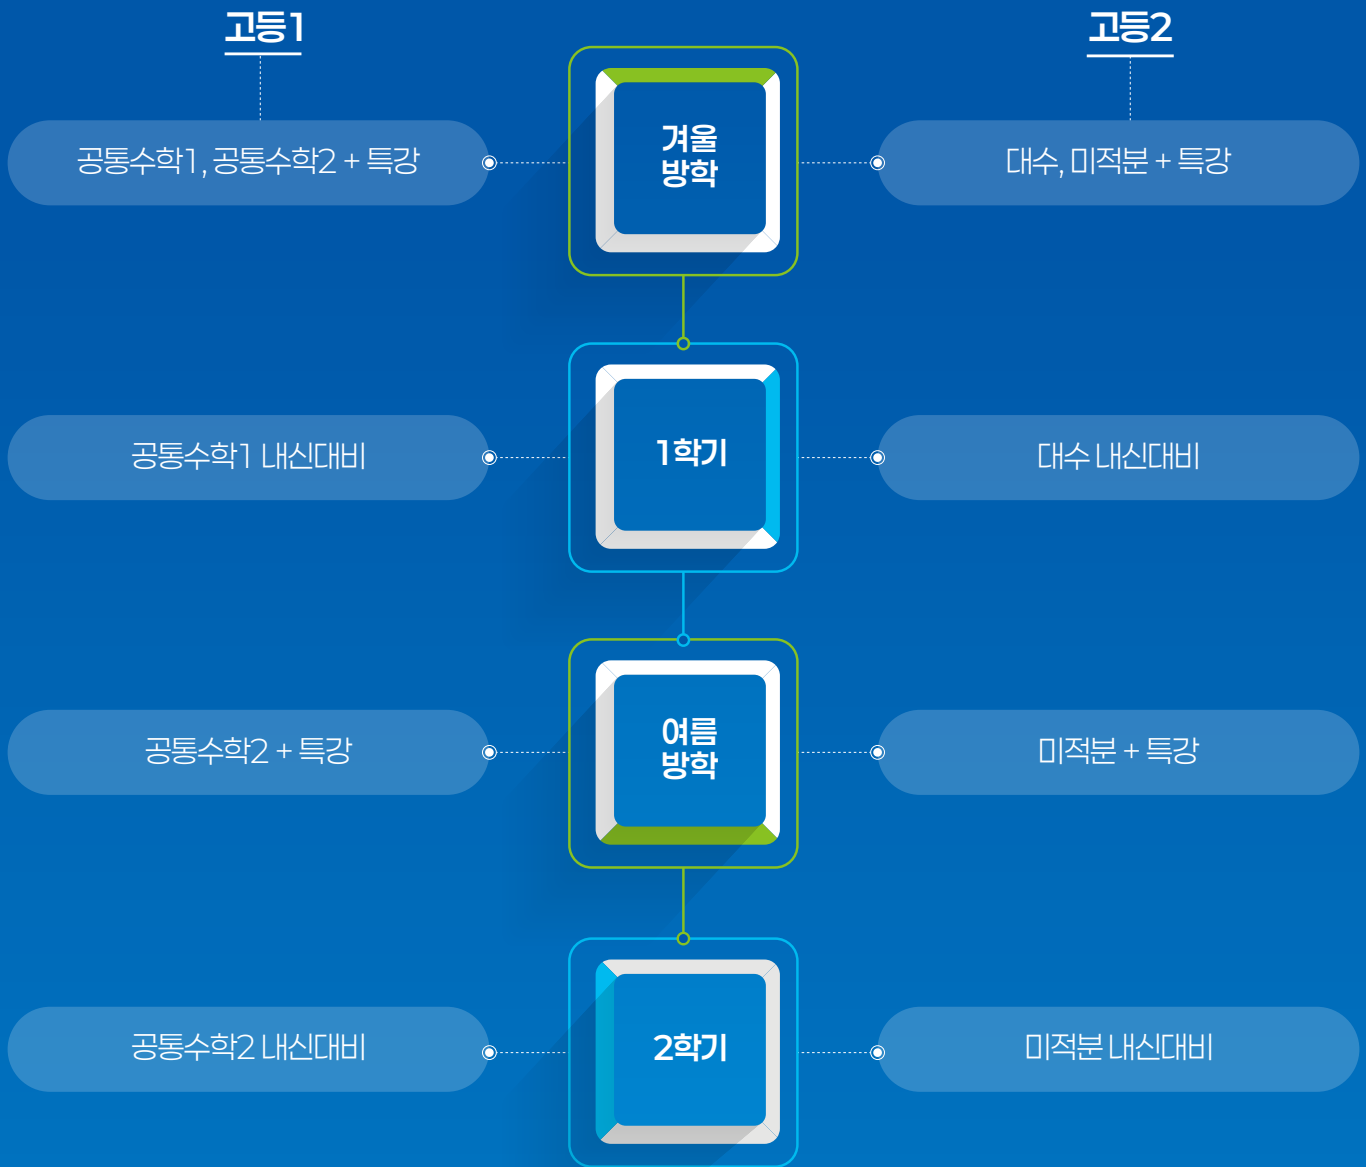 고등1
고등2
공통수학1, 공통수학2 + 특강
겨울
방학
대수, 미적분 + 특강
공통수학1 내신대비
1학기
대수 내신대비
공통수학2 + 특강
여름
방학
미적분 + 특강
공통수학2 내신대비
2학기
미적분 내신대비